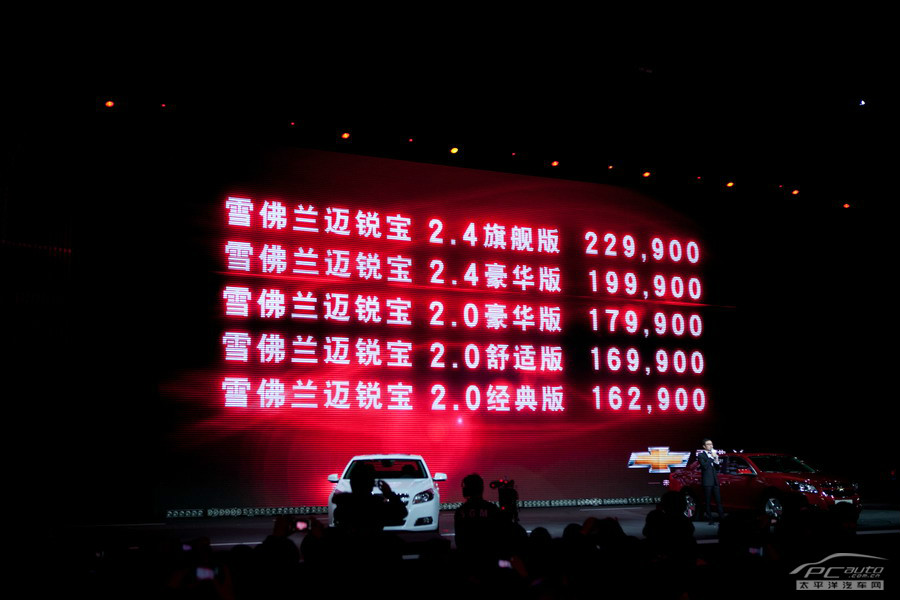 雪佛兰迈锐宝 2.4旗舰版 229,900
雪佛兰迈锐宝 2.4豪华版 199,900
雪佛兰迈锐宝 2.0豪华版 179,900
雪佛兰迈锐宝 2.0舒适版 169,900
雪佛兰迈锐宝 2.0经典版 162,900
PCauto
.com.cn
太平洋汽车网